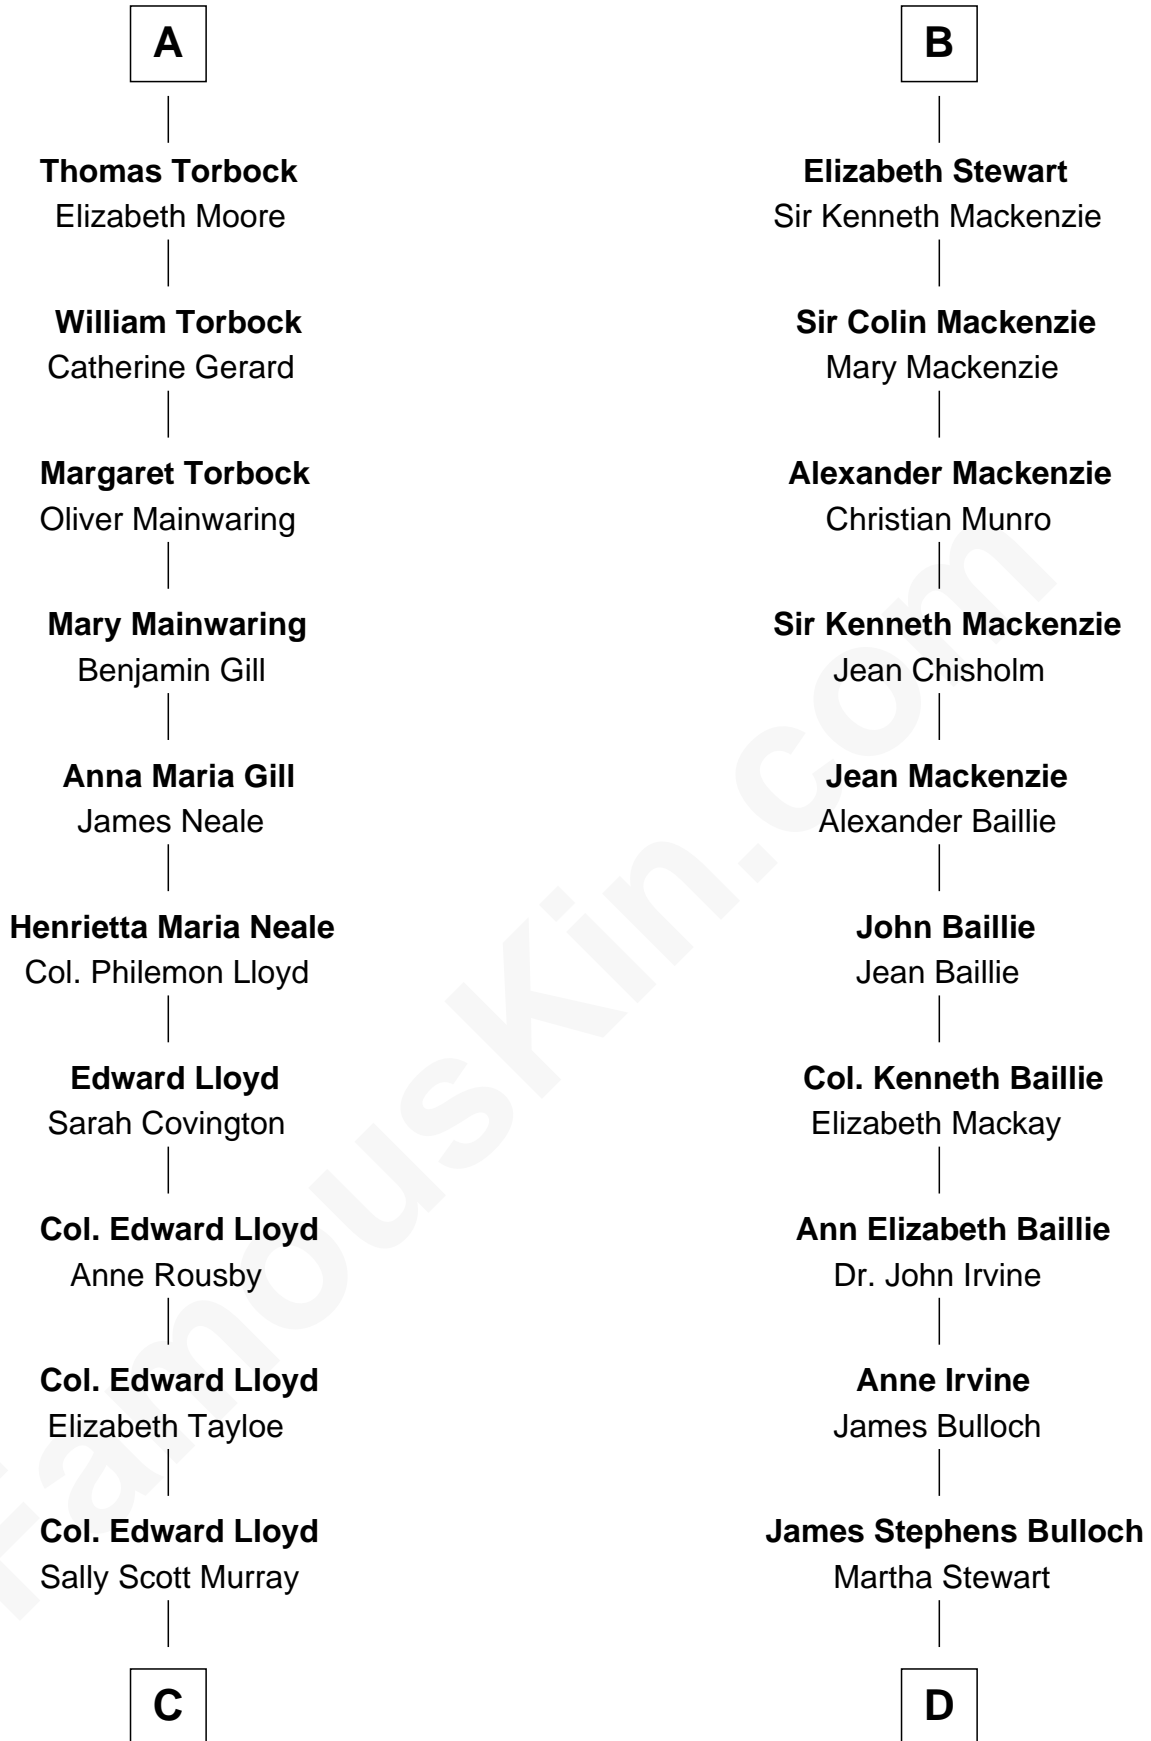 A
Thomas Torbock
Elizabeth Moore
William Torbock
Catherine Gerard
Margaret Torbock
Oliver Mainwaring
Mary Mainwaring
Benjamin Gill
Anna Maria Gill
James Neale
Henrietta Maria Neale
Col. Philemon Lloyd
Edward Lloyd
Sarah Covington
Col. Edward Lloyd
Anne Rousby
Col. Edward Lloyd
Elizabeth Tayloe
Col. Edward Lloyd
Sally Scott Murray
C
B
Elizabeth Stewart
Sir Kenneth Mackenzie
Sir Colin Mackenzie
Mary Mackenzie
Alexander Mackenzie
Christian Munro
Sir Kenneth Mackenzie
Jean Chisholm
Jean Mackenzie
Alexander Baillie
John Baillie
Jean Baillie
Col. Kenneth Baillie
Elizabeth Mackay
Ann Elizabeth Baillie
Dr. John Irvine
Anne Irvine
James Bulloch
James Stephens Bulloch
Martha Stewart
D
FamousKin.com